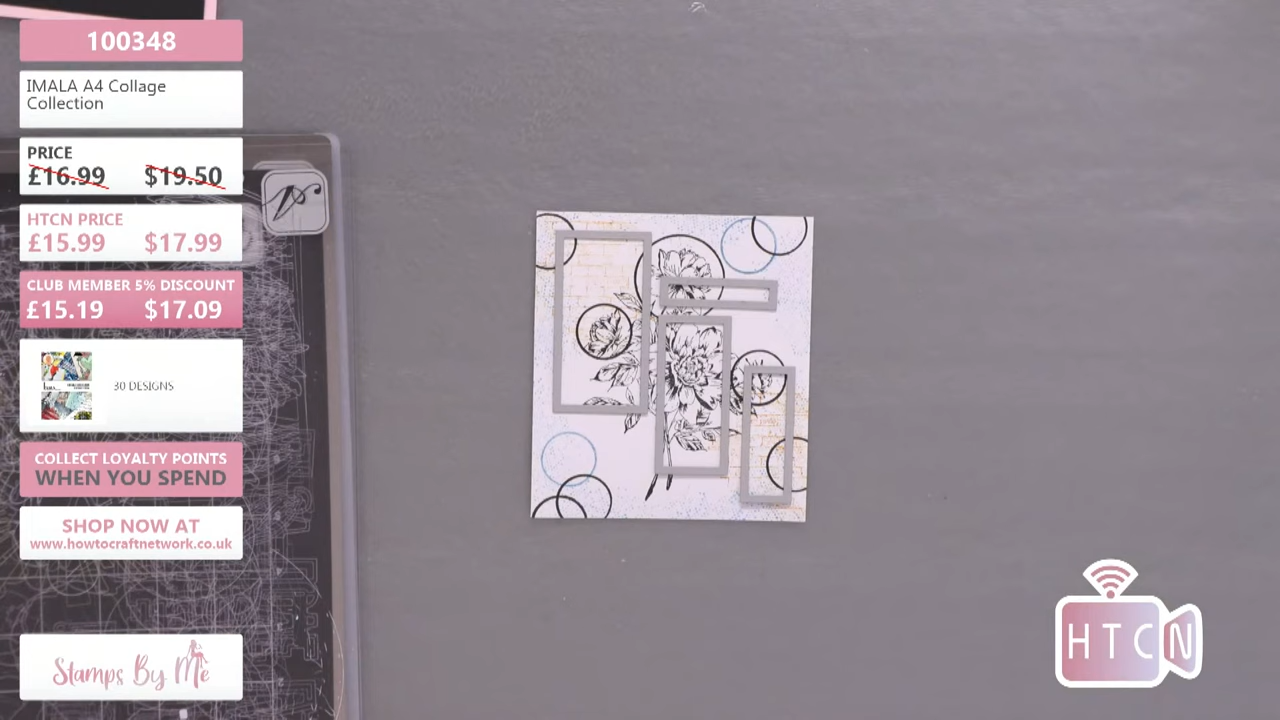 100348
IMALA A4 Collage
Collection
PRICE
£16.99 $19.50
HTCN PRICE
£15.99 $17.99
CLUB MEMBER 5% DISCOUNT
£15.19 $17.09
30 DESIGNS
COLLECT LOYALTY POINTS
WHEN YOU SPEND
SHOP NOW AT
www.howtocraftnetwork.co.uk
Stamps By Me
HTCN